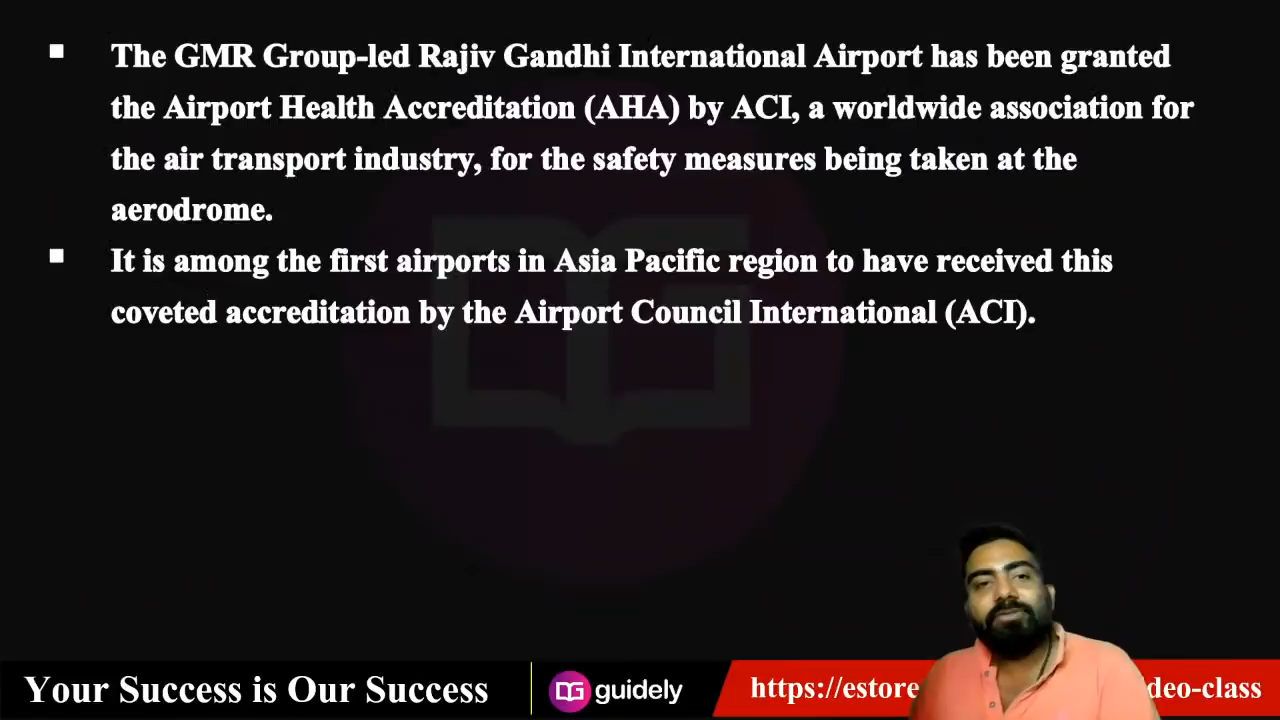 The GMR Group-led Rajiv Gandhi International Airport has been granted
the Airport Health Accreditation (AHA) by ACI, a worldwide association for
the air transport industry, for the safety measures being taken at the
aerodrome.
It is among the first airports in Asia Pacific region to have received this
coveted accreditation by the Airport Council International (ACI).
Your Success is Our Success
guidely
https://estore deo-class